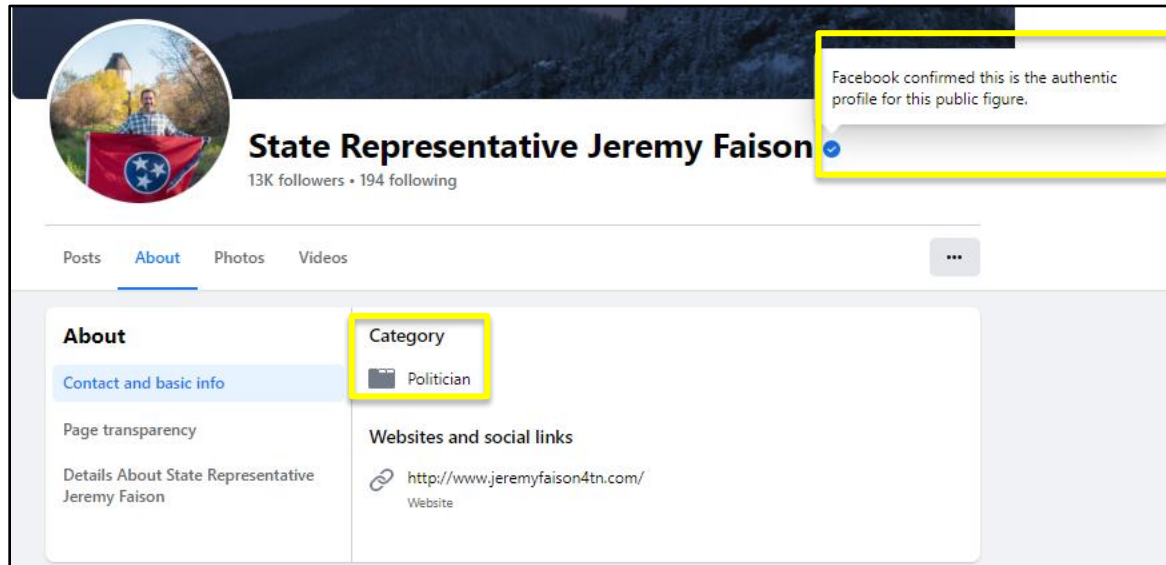 Facebook confirmed this is the authentic
profile for this public figure.
State Representative Jeremy Faison
13K followers • 194 following
Posts About Photos Videos
About
Contact and basic info
Page transparency
Details About State Representative
Jeremy Faison
Category
Politician
Websites and social links
http://www.jeremyfaison4tn.com/
Website